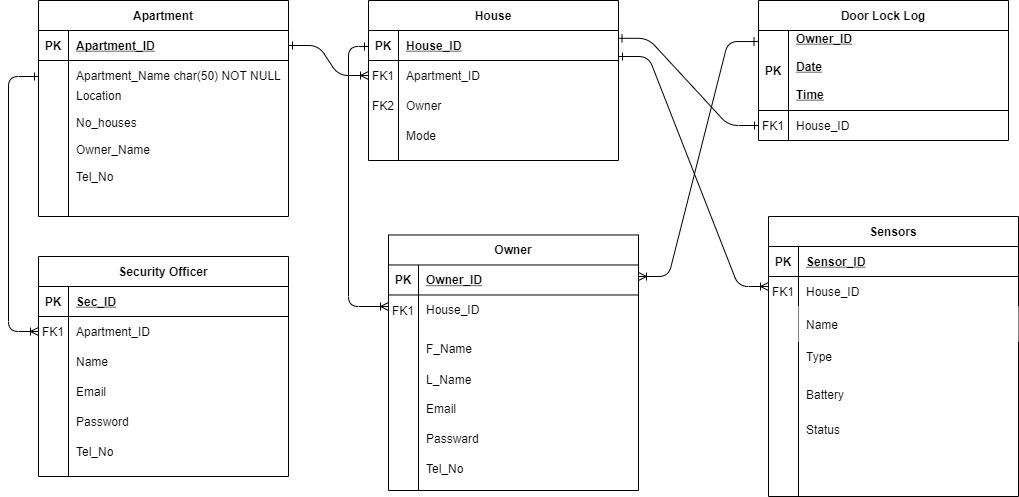 Apartment
PK Apartment_ID
Apartment_Name char(50) NOT NULL
Location
No_houses
Owner_Name
Tel_No
House
PK House_ID
FK1 Apartment_ID
FK2 Owner
Mode
Door Lock Log
Owner_ID
PK Date
Time
FK1 House_ID
Security Officer
PK Sec_ID
FK1 Apartment_ID
Name
Email
Password
Tel_No
Owner
PK Owner_ID
FK1 House_ID
F_Name
L_Name
Email
Passward
Tel_No
Sensors
PK Sensor_ID
FK1 House_ID
Name
Type
Battery
Status